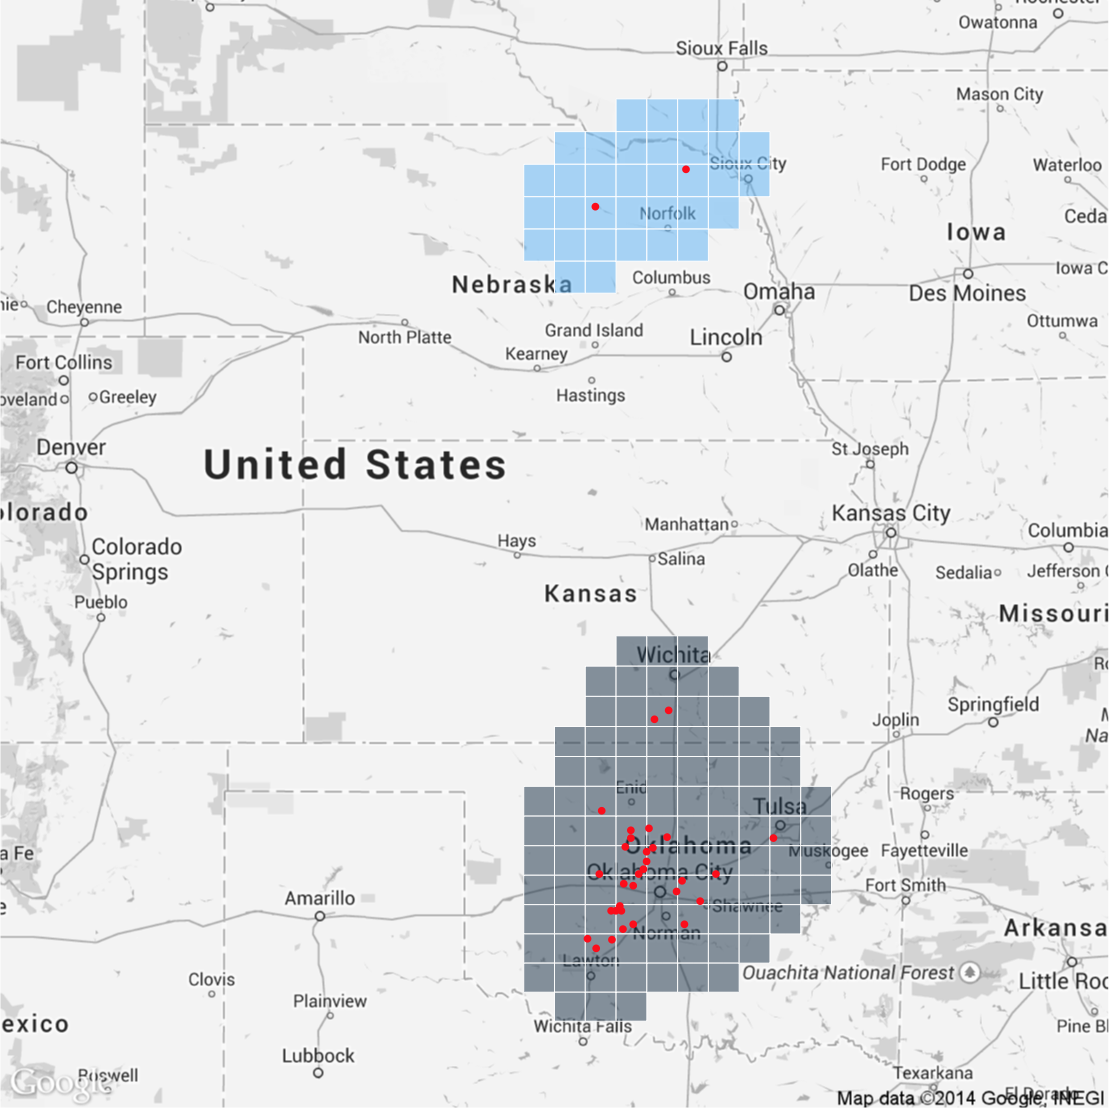 Rochester
Owatonna
Sioux Falls
Mason City
Sioux City
Fort Dodge
Waterloo
Norfolk
Ceda
Iowa
Iowa C
Nebraska
Columbus
Omaha
Des Moines
nie
Cheyenne
North Platte
Grand Island
Lincoln
Ottumwa
Kearney
Fort Collins
Hastings
oveland
Greeley
Denver
United States
St Joseph
olorado
Kansas City
Manhattan
Columbia
Hays
Salina
Colorado
Springs
Olathe
Sedalia
Jefferson C
Kansas
Pueblo
Missouri
Wichita
Ro
Springfield
Joplin
M
Na
Enid
Rogers
Tulsa
Oklahoma
Muskogee
Fayetteville
a Fe
Oklahoma City
Fort Smith
Amarillo
Shawnee
e
Norman
Arkansa
Lawton
Ouachita National Forest
Clovis
Little Roc
Plainview
exico
Wichita Falls
Pine Bl
Lubbock
Google
Roswell
Texarkana
El Dorado
Map data ©2014 Google, INEGI